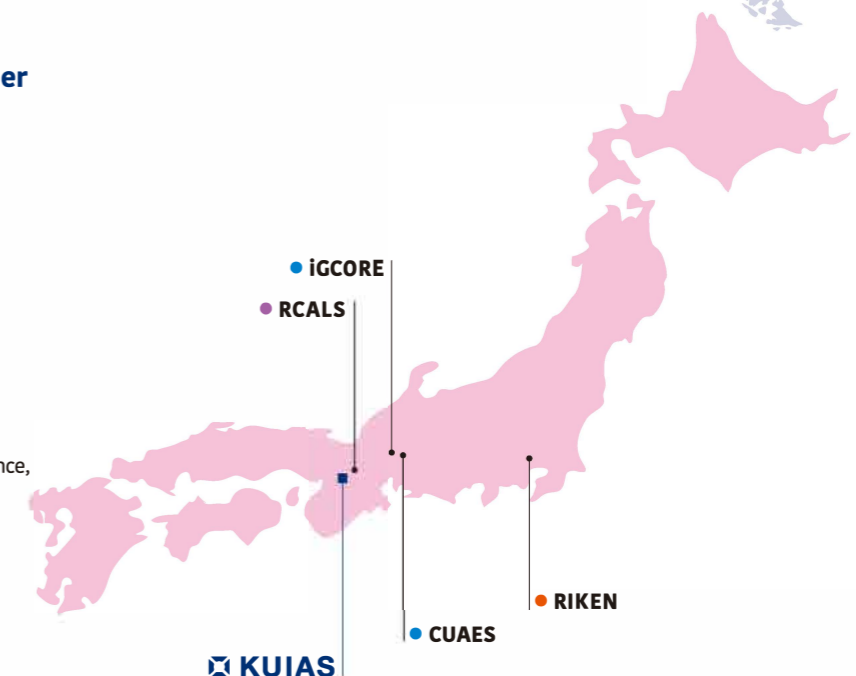 er
iGCORE
RCALS
nce,
RIKEN
CUAES
KUIAS